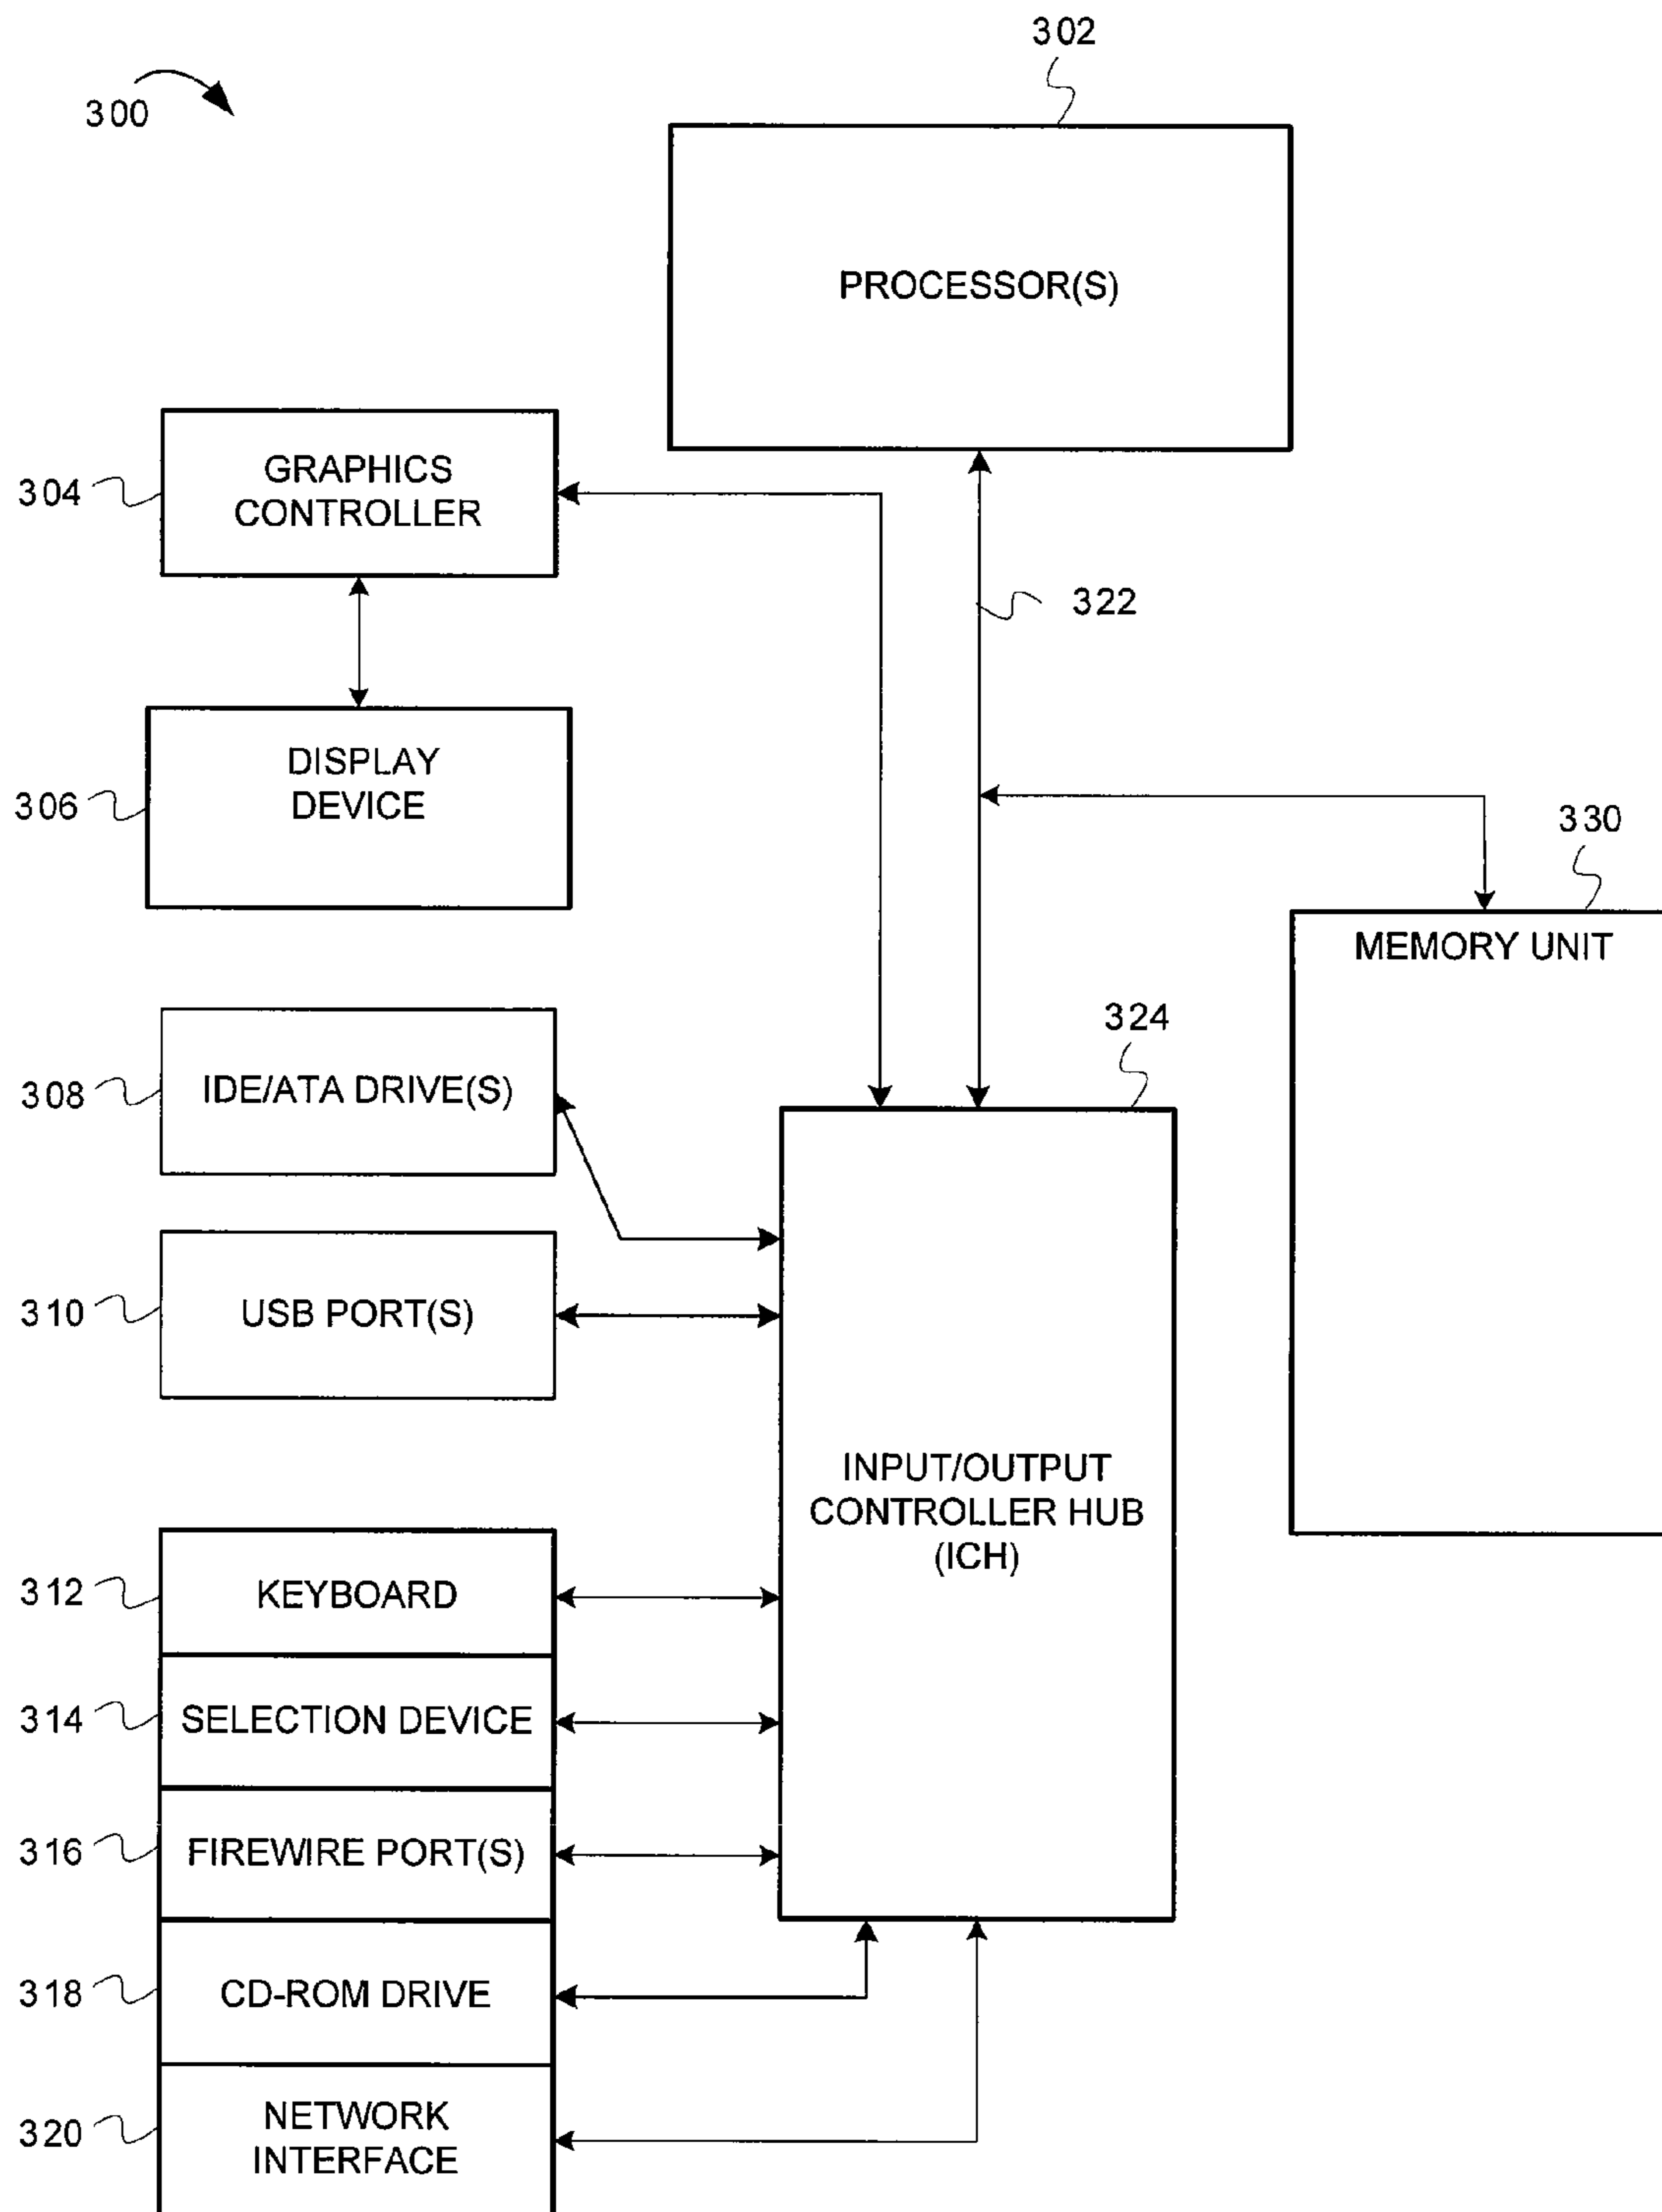 302
300
PROCESSOR(S)
304
GRAPHICS
CONTROLLER
322
306
DISPLAY
DEVICE
330
MEMORY UNIT
324
308
IDE/ATA DRIVE(S)
310
USB PORT(S)
INPUT/OUTPUT
CONTROLLER HUB
(ICH)
312
KEYBOARD
314
SELECTION DEVICE
316
FIREWIRE PORT(S)
318
CD-ROM DRIVE
320
NETWORK
INTERFACE